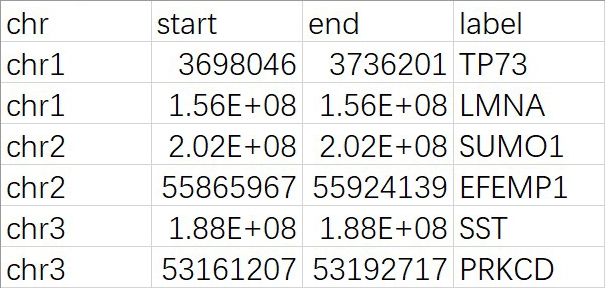 chr start end label
chr1 3698046 3736201 TP73
chr1 1.56E+08 1.56E+08 LMNA
chr2 2.02E+08 2.02E+08 SUMO1
chr2 55865967 55924139 EFEMP1
chr3 1.88E+08 1.88E+08 SST
chr3 53161207 53192717 PRKCD